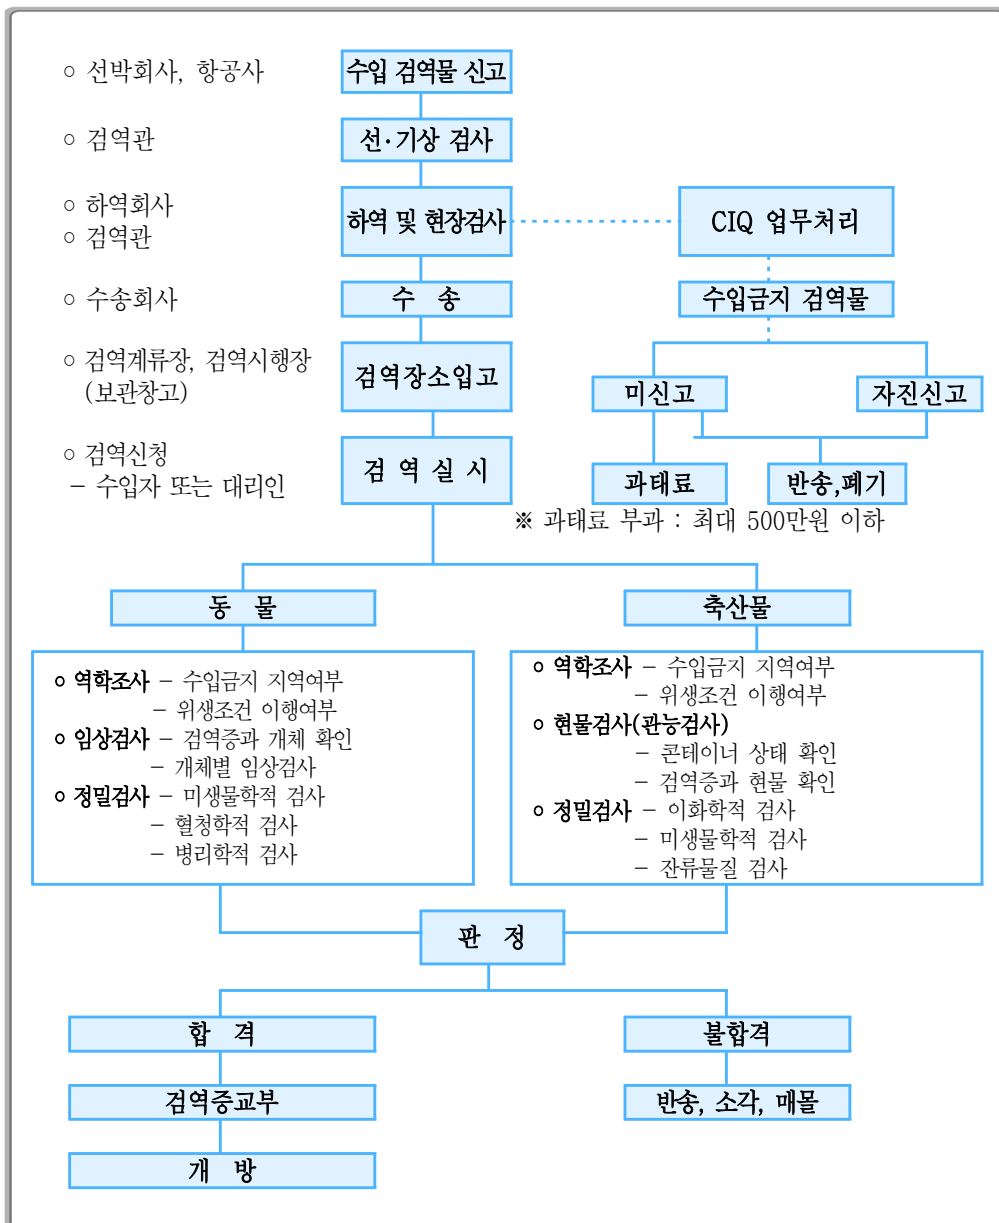 ○ 선박회사, 항공사
수입 검역물 신고
○ 검역관
선·기상 검사
○ 하역회사
○ 검역관
하역 및 현장검사
CIQ 업무처리
○ 수송회사
수 송
수입금지 검역물
○ 검역계류장, 검역시행장
(보관창고)
검역장소입고
미신고
자진신고
○ 검역신청
- 수입자 또는 대리인
검 역 실 시
과태료
반송,폐기
※ 과태료 부과 : 최대 500만원 이하
동 물
축산물
○ 역학조사 - 수입금지 지역여부
- 위생조건 이행여부
○ 임상검사 - 검역증과 개체 확인
- 개체별 임상검사
○ 정밀검사 - 미생물학적 검사
- 혈청학적 검사
- 병리학적 검사
○ 역학조사 - 수입금지 지역여부
- 위생조건 이행여부
○ 현물검사(관능검사)
- 콘테이너 상태 확인
- 검역증과 현물 확인
○ 정밀검사 - 이화학적 검사
- 미생물학적 검사
- 잔류물질 검사
판 정
합 격
불합격
검역증교부
반송, 소각, 매몰
개 방